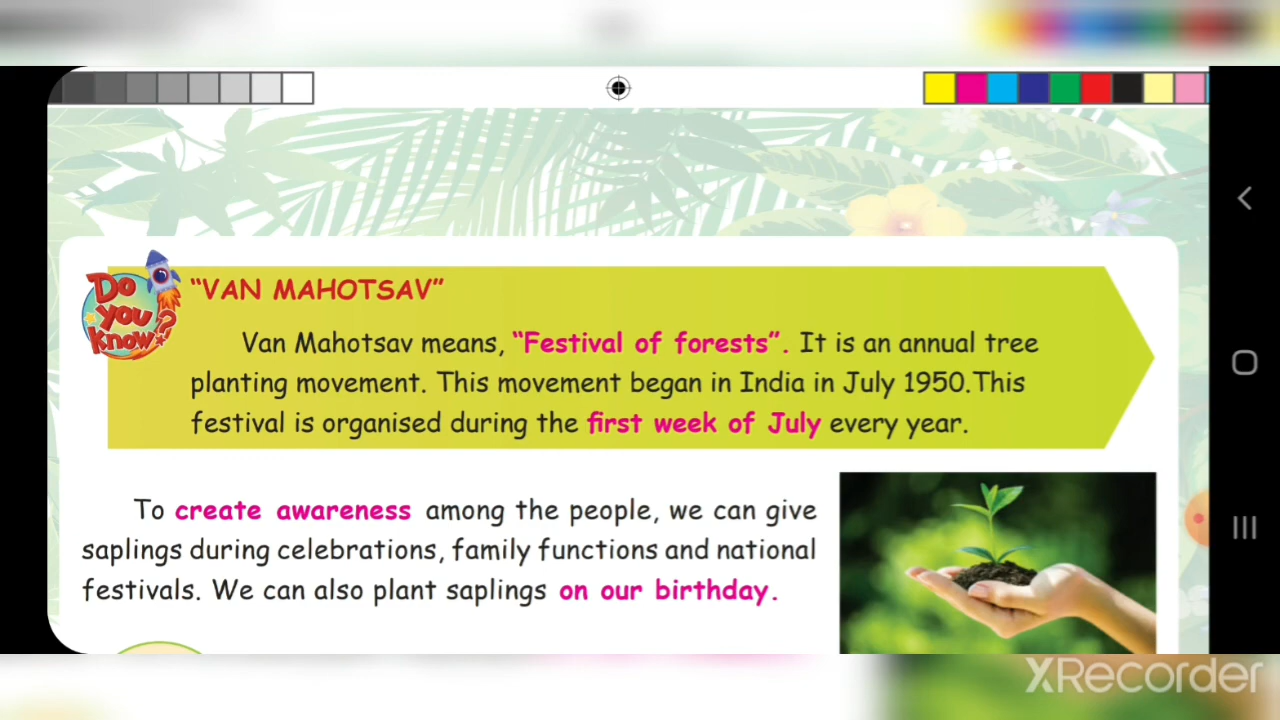 Do
you
know?
“VAN MAHOTSAV”
Van Mahotsav means, “Festival of forests”. It is an annual tree
planting movement. This movement began in India in July 1950.This
festival is organised during the first week of July every year.
To create awareness among the people, we can give
saplings during celebrations, family functions and national
festivals. We can also plant saplings on our birthday.
XRecorder